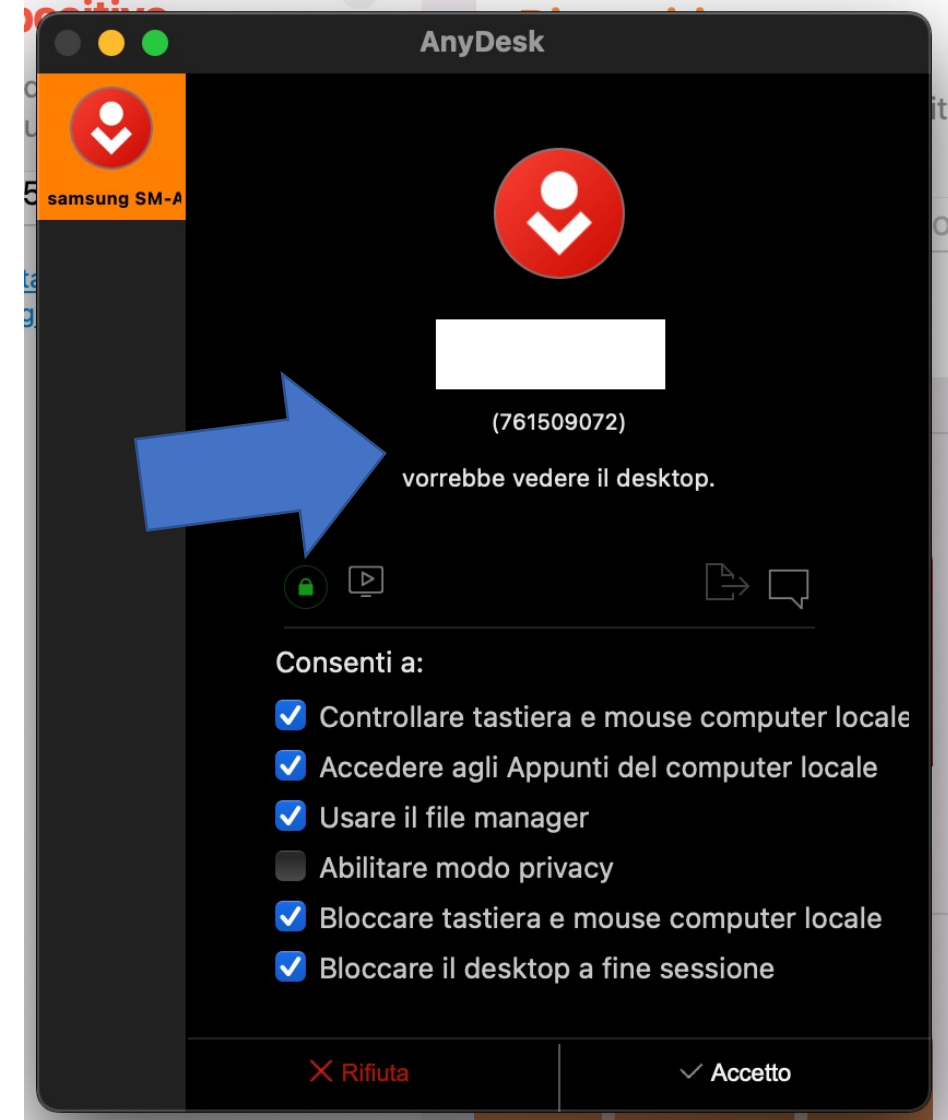 AnyDesk
samsung SM-A
(761509072)
vorrebbe vedere il desktop.
Consenti a:
Controllare tastiera e mouse computer locale
Accedere agli Appunti del computer locale
Usare il file manager
Abilitare modo privacy
Bloccare tastiera e mouse computer locale
Bloccare il desktop a fine sessione
Rifiuta
Accetto